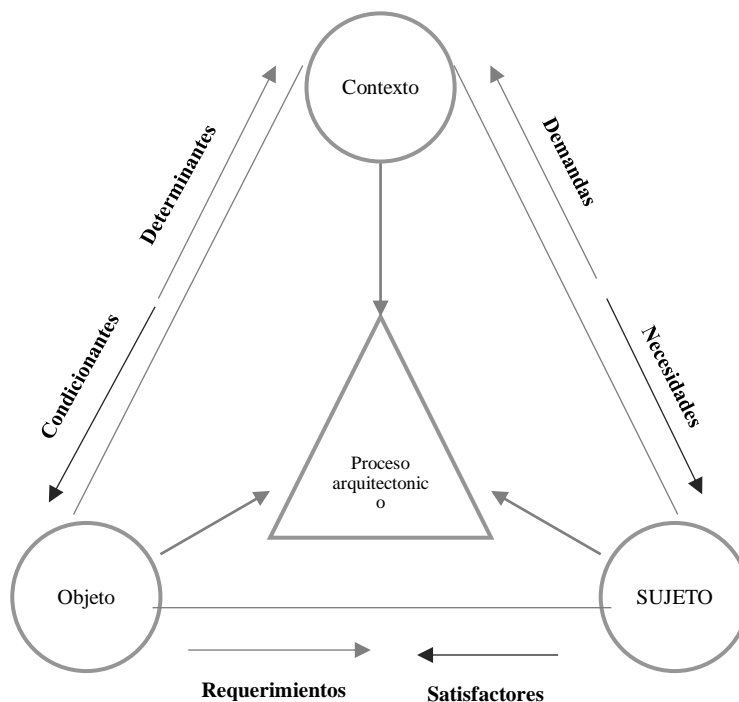 Contexto
Determinantes
Demandas
Condicionantes
Necesidades
Proceso
arquitectonic
o
Objeto
SUJETO
Requerimientos
Satisfactores